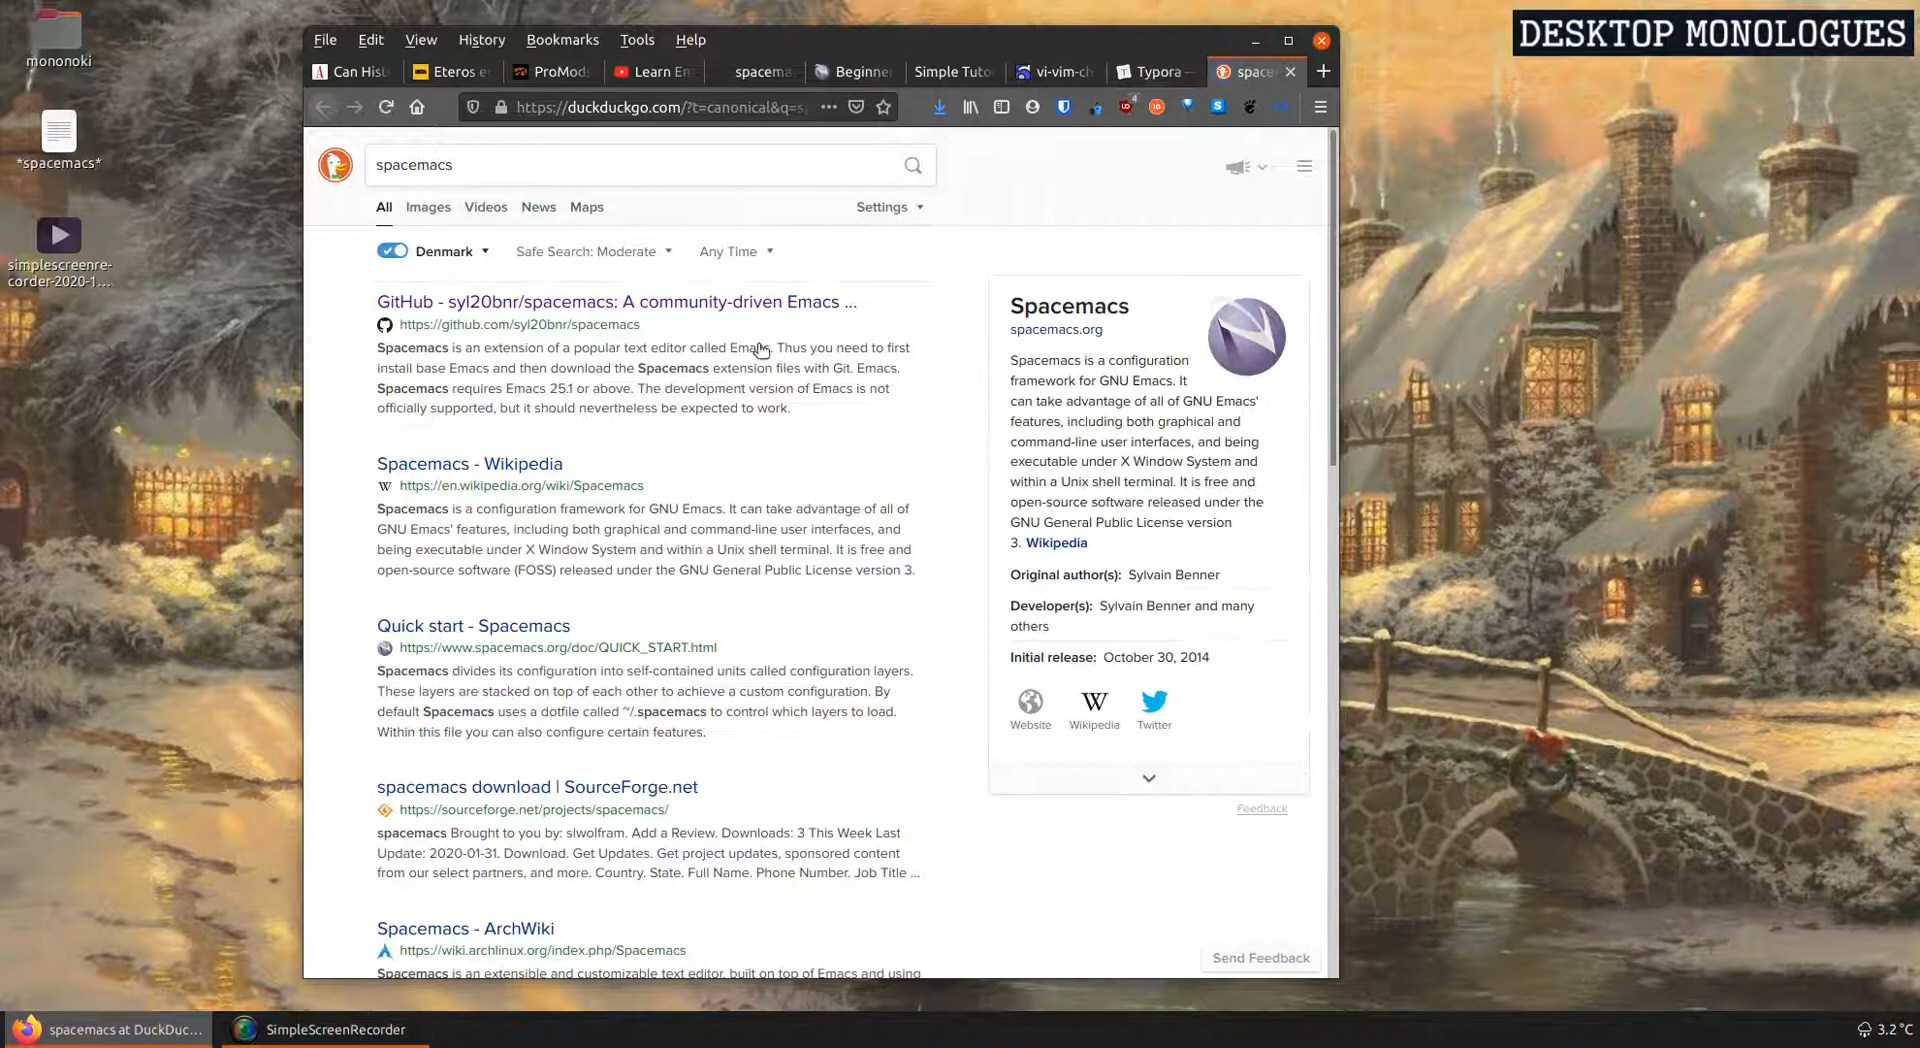 DESKTOP MONOLOGUES
mononoki
*spacemacs*
simplescreenre-
corder-2020-1...
File Edit View History Bookmarks Tools Help
Can His
Eteros e
ProMods
Learn Em
spacema
Beginne
Simple Tuto
vi-vim-ch
Typora —
space
https://duckduckgo.com/?t=canonical&q=s
4
spacemacs
All Images Videos News Maps
Settings
Denmark
Safe Search: Moderate
Any Time
GitHub - syl20bnr/spacemacs: A community-driven Emacs ...
https://github.com/syl20bnr/spacemacs
Spacemacs is an extension of a popular text editor called Emacs. Thus you need to first
install base Emacs and then download the Spacemacs extension files with Git. Emacs.
Spacemacs requires Emacs 25.1 or above. The development version of Emacs is not
officially supported, but it should nevertheless be expected to work.
Spacemacs - Wikipedia
https://en.wikipedia.org/wiki/Spacemacs
Spacemacs is a configuration framework for GNU Emacs. It can take advantage of all of
GNU Emacs' features, including both graphical and command-line user interfaces, and
being executable under X Window System and within a Unix shell terminal. It is free and
open-source software (FOSS) released under the GNU General Public License version 3.
Quick start - Spacemacs
https://www.spacemacs.org/doc/QUICK_START.html
Spacemacs divides its configuration into self-contained units called configuration layers.
These layers are stacked on top of each other to achieve a custom configuration. By
default Spacemacs uses a dotfile called ~/.spacemacs to control which layers to load.
Within this file you can also configure certain features.
spacemacs download | SourceForge.net
https://sourceforge.net/projects/spacemacs/
spacemacs Brought to you by: slwolfram. Add a Review. Downloads: 3 This Week Last
Update: 2020-01-31. Download. Get Updates. Get project updates, sponsored content
from our select partners, and more. Country. State. Full Name. Phone Number. Job Title ...
Spacemacs - ArchWiki
https://wiki.archlinux.org/index.php/Spacemacs
Spacemacs is an extensible and customizable text editor, built on top of Emacs and using
Spacemacs
spacemacs.org
Spacemacs is a configuration
framework for GNU Emacs. It
can take advantage of all of
GNU Emacs'
features, including both graphical and
command-line user interfaces, and being
executable under X Window System and
within a Unix shell terminal. It is free and
open-source software released under the
GNU General Public License version
3. Wikipedia
Original author(s): Sylvain Benner
Developer(s): Sylvain Benner and many
others
Initial release: October 30, 2014
Website Wikipedia Twitter
Feedback
Send Feedback
spacemacs at DuckDuc...
SimpleScreenRecorder
3.2 °C